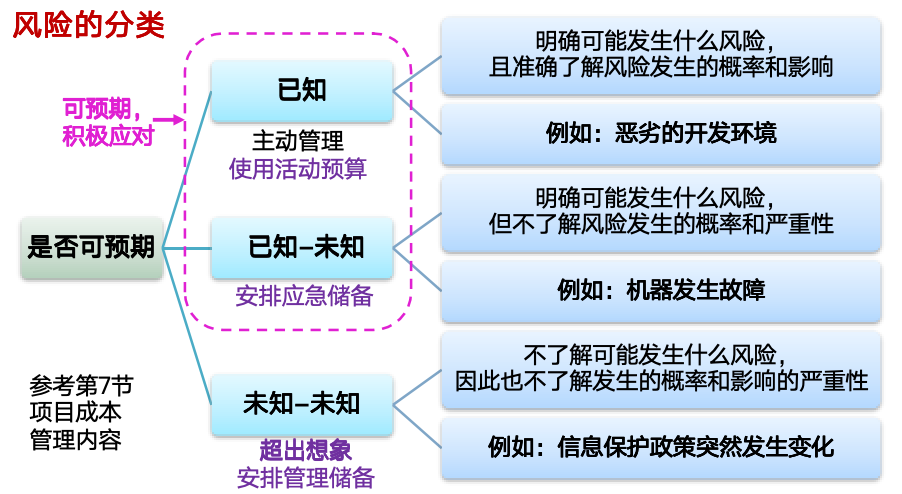 风险的分类
可预期，
积极应对
是否可预期
参考第7节
项目成本
管理内容
已知
主动管理
使用活动预算
明确可能发生什么风险，
且准确了解风险发生的概率和影响
例如：恶劣的开发环境
已知-未知
安排应急储备
明确可能发生什么风险，
但不了解风险发生的概率和严重性
例如：机器发生故障
未知-未知
超出想象
安排管理储备
不了解可能发生什么风险，
因此也不了解发生的概率和影响的严重性
例如：信息保护政策突然发生变化